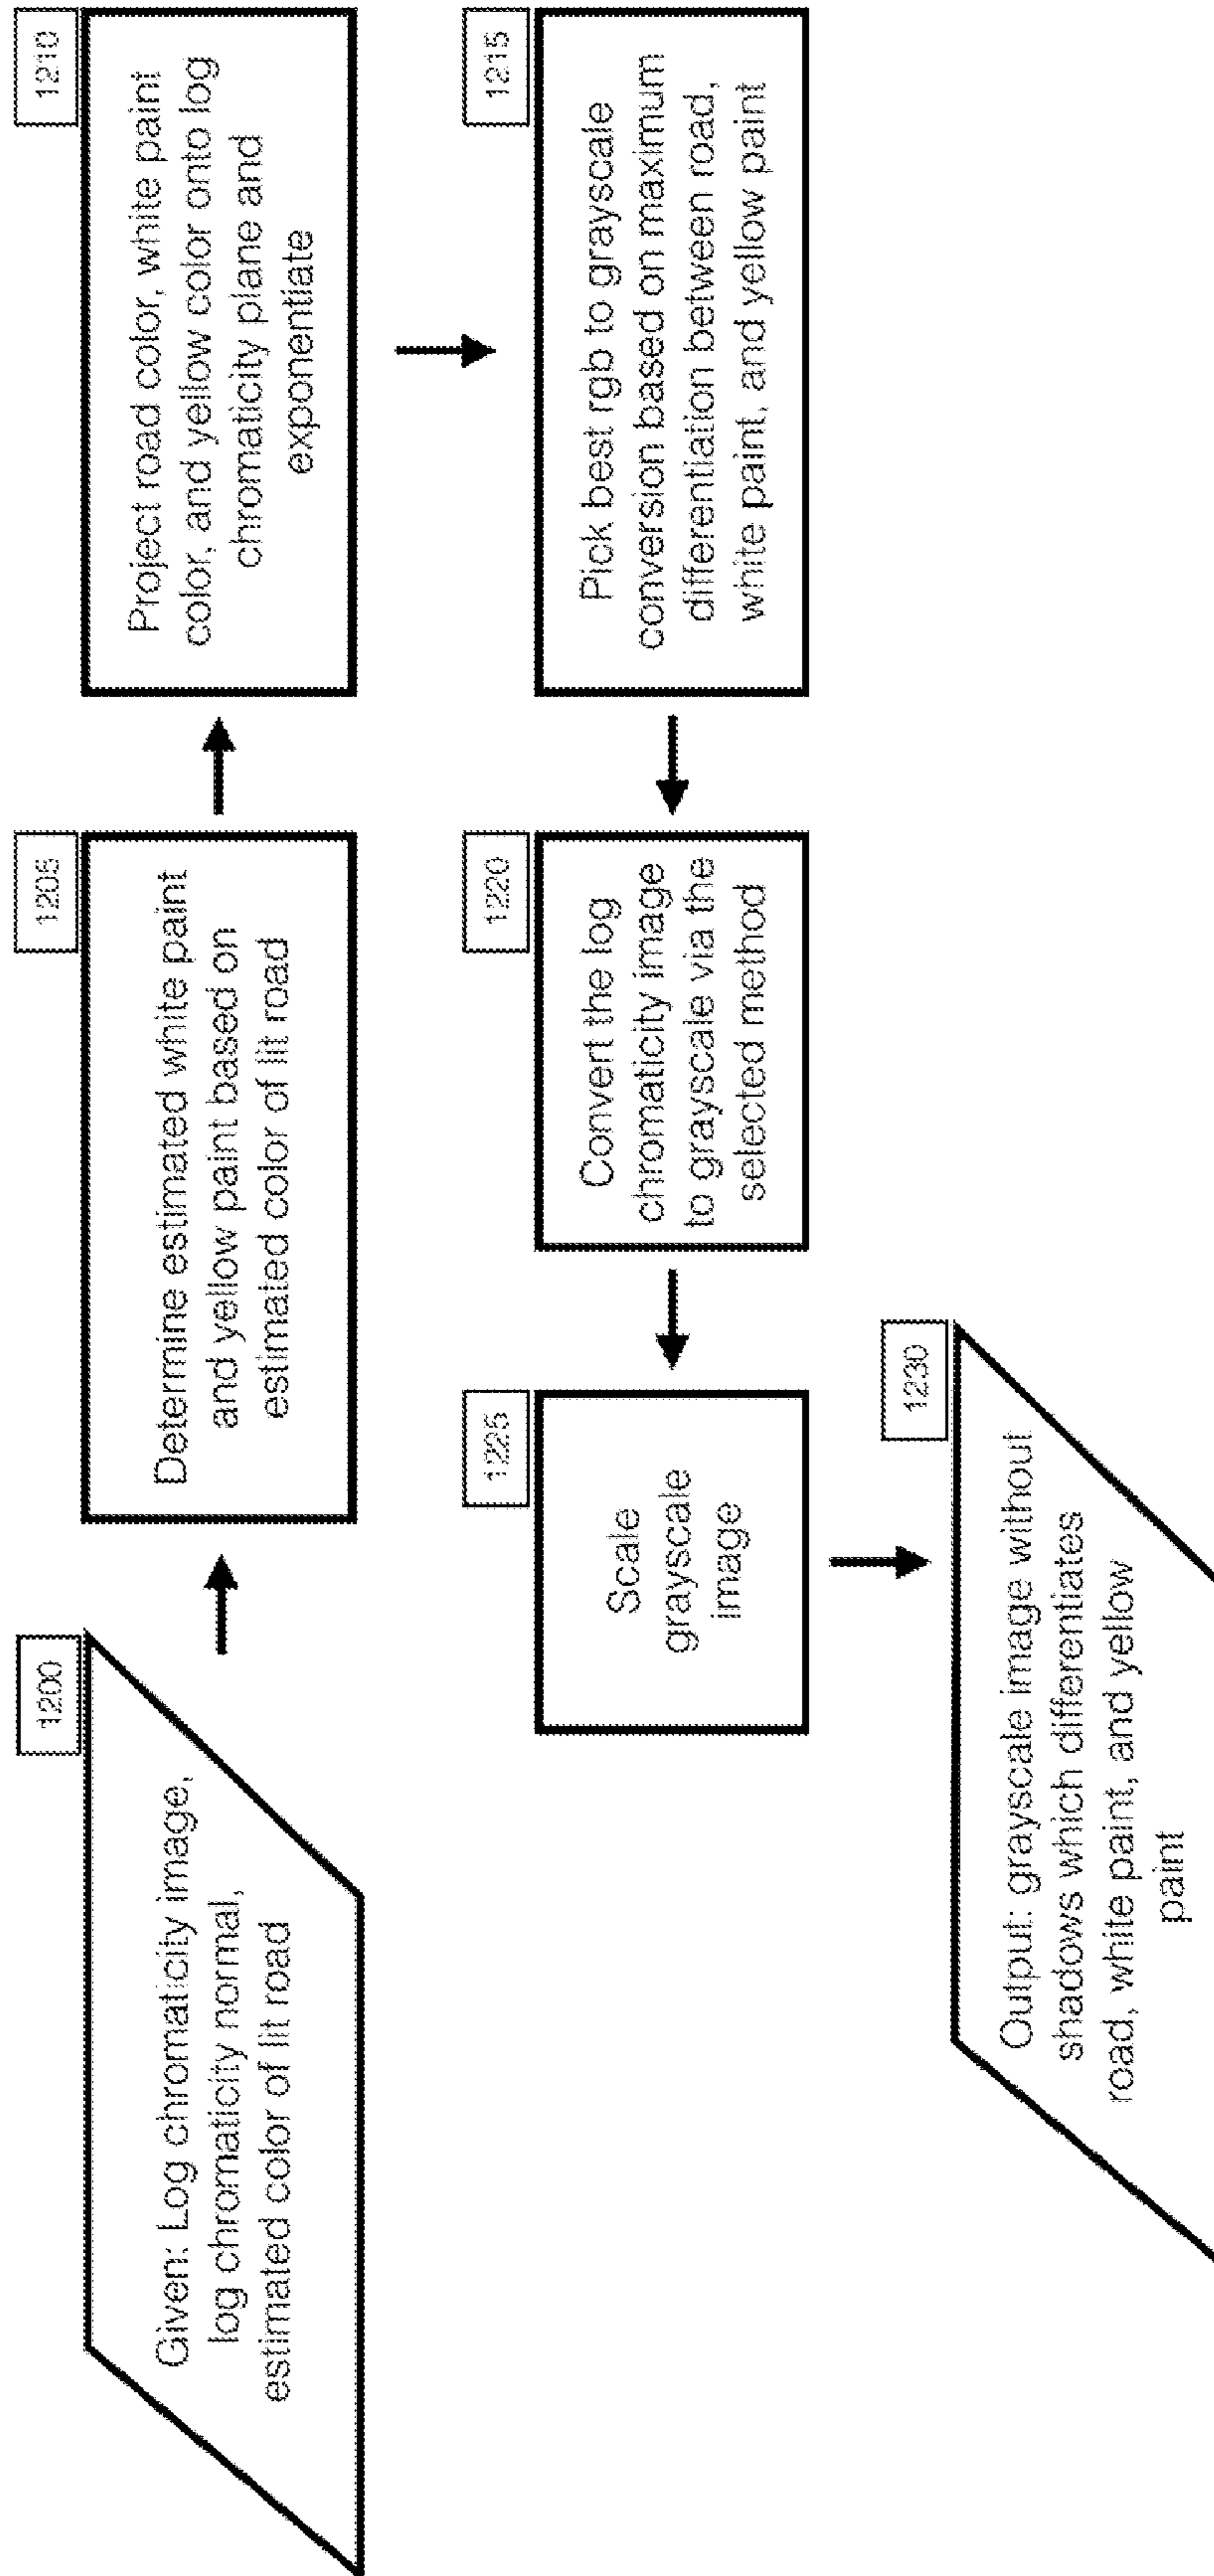 1200
Given: Log chromaticity image,
log chromaticity normal,
estimated color of lit road
1205
Determine estimated white paint
and yellow paint based on
estimated color of lit road
1210
Project road color, white paint
color, and yellow color onto log
chromaticity plane and
exponentiate
1215
Pick best rgb to grayscale
conversion based on maximum
differentiation between road,
white paint, and yellow paint
1220
Convert the log
chromaticity image
to grayscale via the
selected method
1225
Scale
grayscale
image
1230
Output: grayscale image without
shadows which differentiates
road, white paint, and yellow
paint